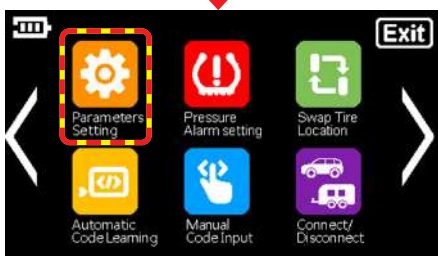 Exit
Parameters
Setting
Pressure
Alarm setting
Swap Tire
Location
Automatic
Code Learning
Manual
Code Input
Connect/
Disconnect